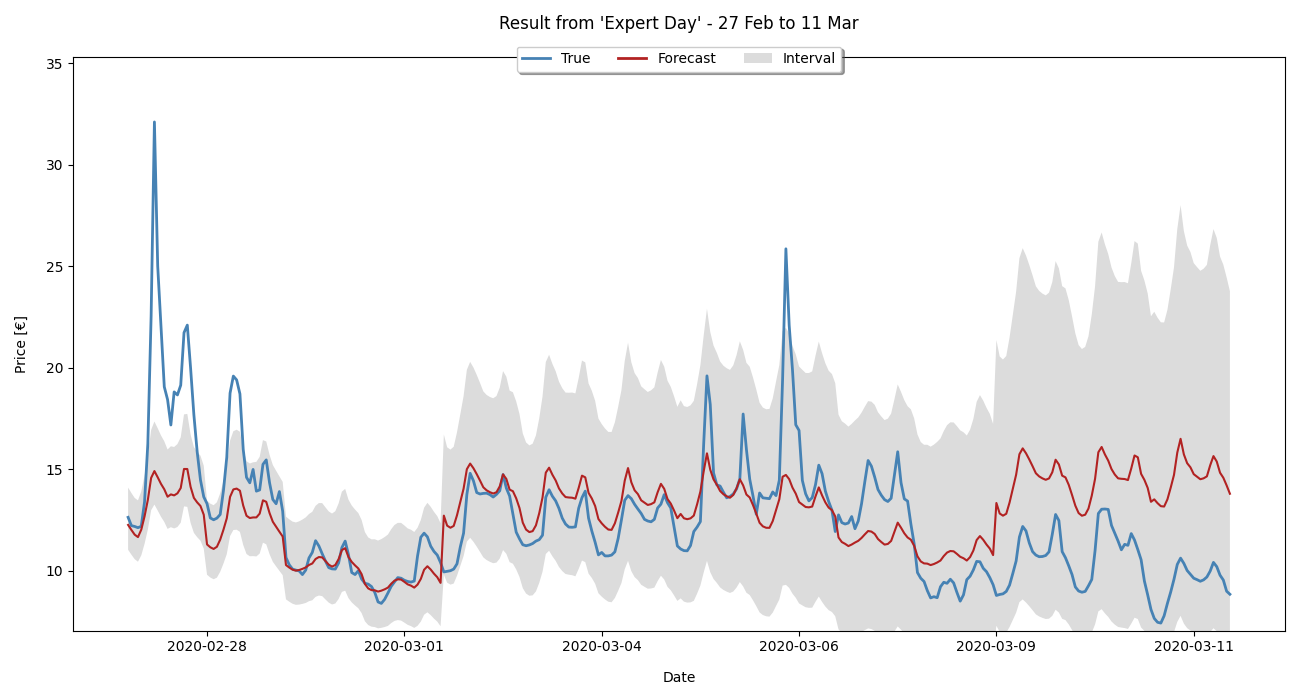 Result from 'Expert Day' - 27 Feb to 11 Mar
True
Forecast
Interval
35
30
25
20
15
10
Price [€]
2020-02-28
2020-03-01
2020-03-04
2020-03-06
2020-03-09
2020-03-11
Date